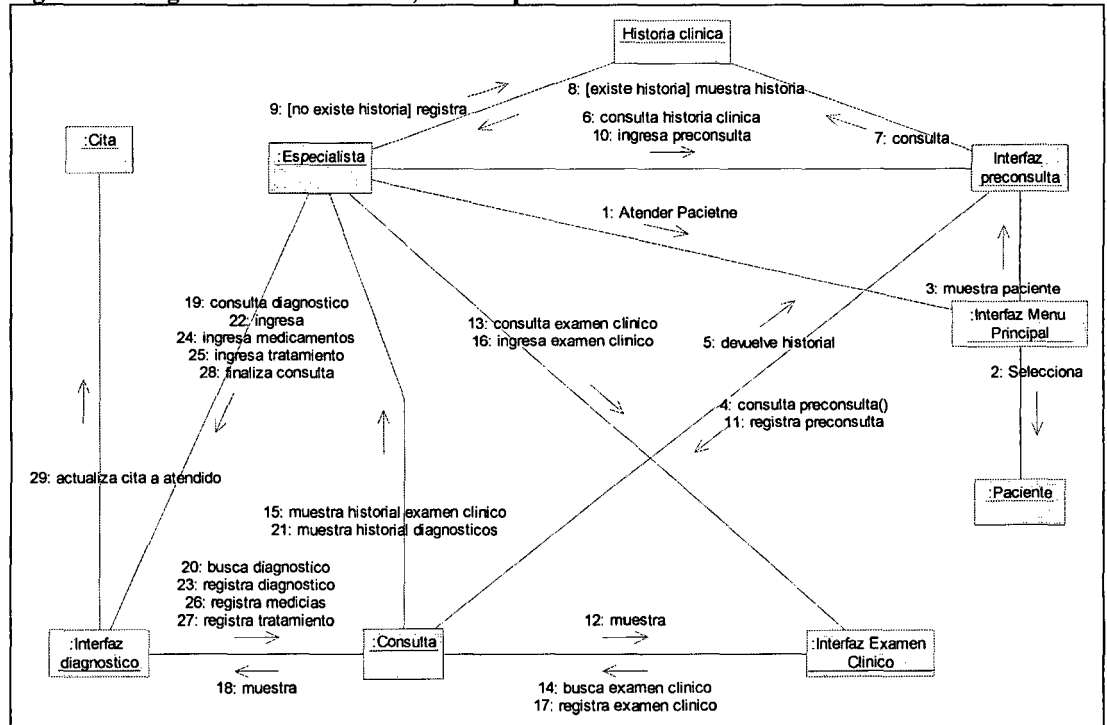 Historia clinica
9: [no existe historia] registra
8: [existe historia] muestra historia
6: consulta historia clinica
10: ingresa preconsulta
7: consulta
:Cita
:Especialista
Interfaz
preconsulta
1: Atender Pacietne
3: muestra paciente
19: consulta diagnostico
22: ingresa
24: ingresa medicamentos
25: ingresa tratamiento
28: finaliza consulta
13: consulta examen clinico
16: ingresa examen clinico
5: devuelve historial
:Interfaz Menu
Principal
2: Selecciona
4: consulta preconsulta()
11: registra preconsulta
29: actualiza cita a atendido
:Paciente
15: muestra historial examen clinico
21: muestra historial diagnosticos
20: busca diagnostico
23: registra diagnostico
26: registra medicias
27: registra tratamiento
12: muestra
:Interfaz
diagnostico
:Consulta
:Interfaz Examen
Clinico
18: muestra
14: busca examen clinico
17: registra examen clinico